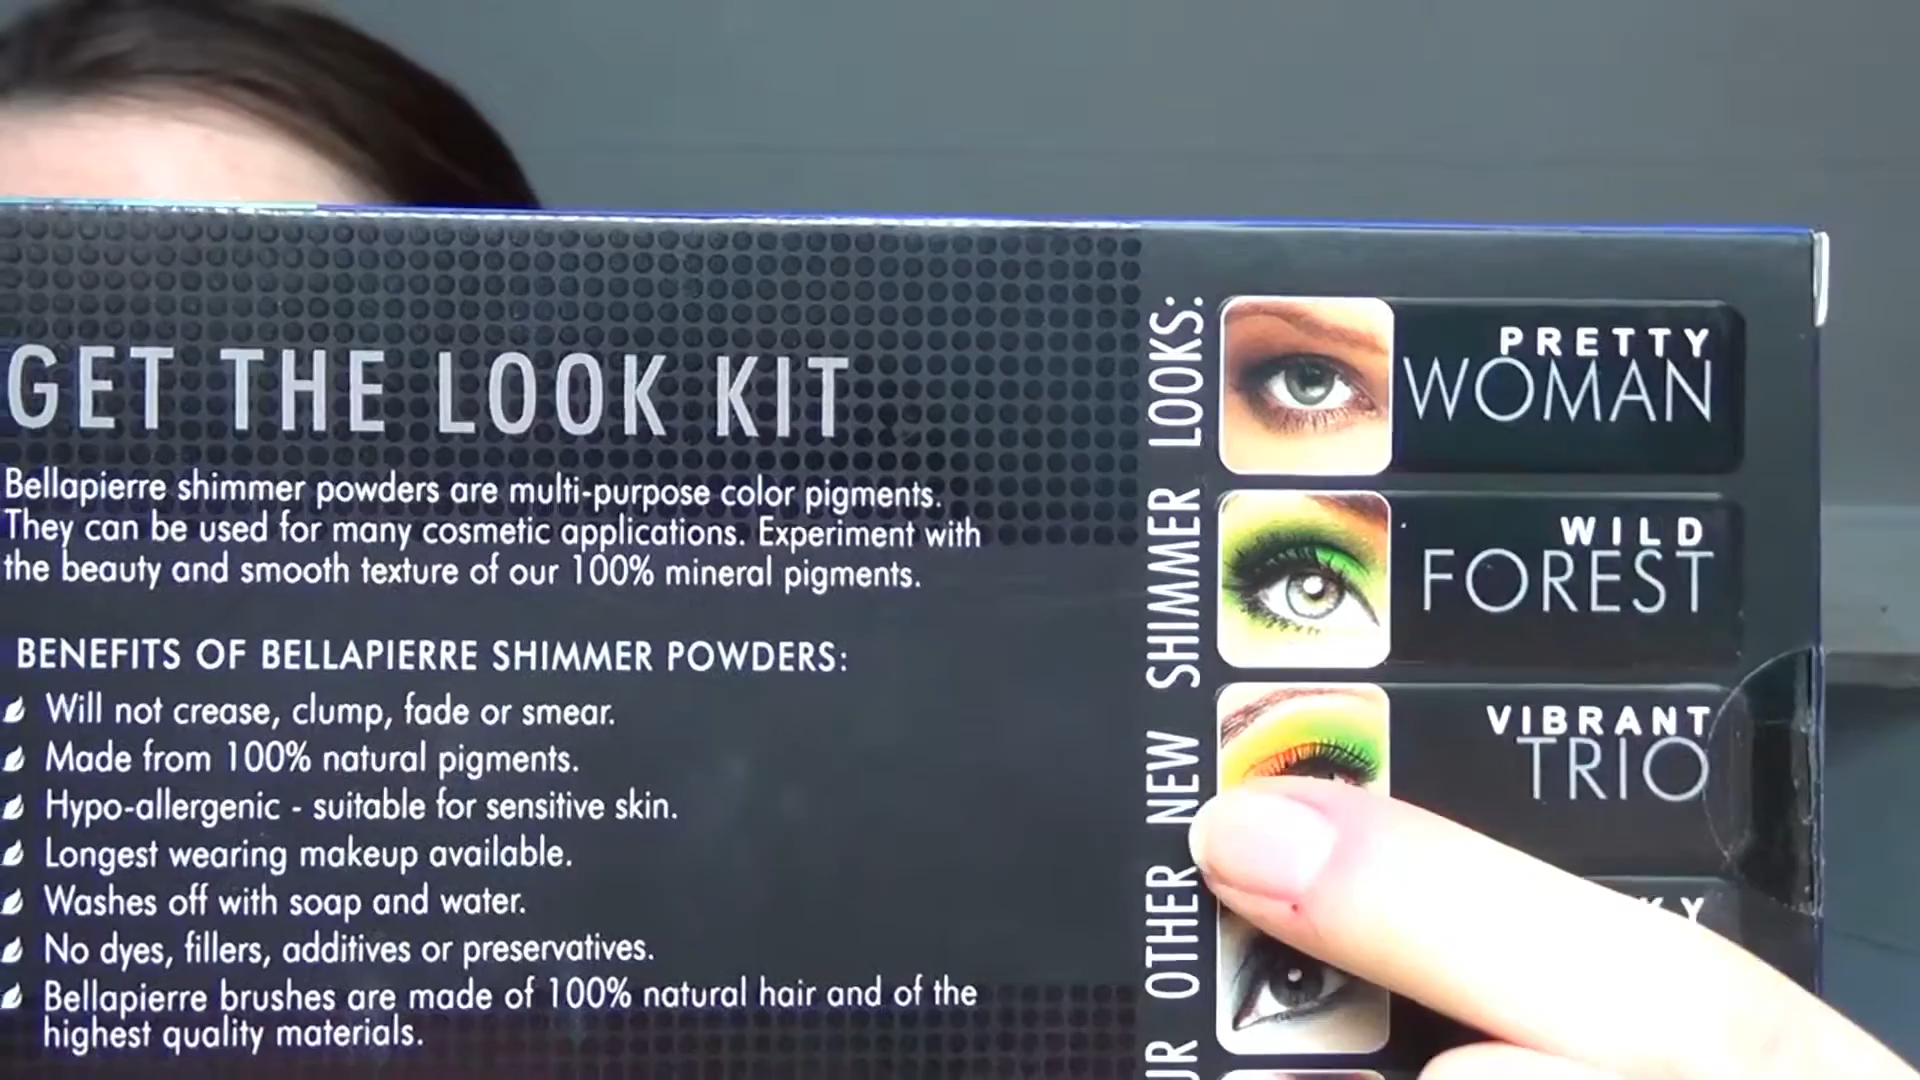 GET THE LOOK KIT
Bellapierre shimmer powders are multi-purpose color pigments.
They can be used for many cosmetic applications. Experiment with
the beauty and smooth texture of our 100% mineral pigments.
BENEFITS OF BELLAPIERRE SHIMMER POWDERS:
Will not crease, clump, fade or smear.
Made from 100% natural pigments.
Hypo-allergenic - suitable for sensitive skin.
Longest wearing makeup available.
Washes off with soap and water.
No dyes, fillers, additives or preservatives.
Bellapierre brushes are made of 100% natural hair and of the
highest quality materials.
OTHER NEW SHIMMER LOOKS:
PRETTY
WOMAN
WILD
FOREST
VIBRANT
TRIO